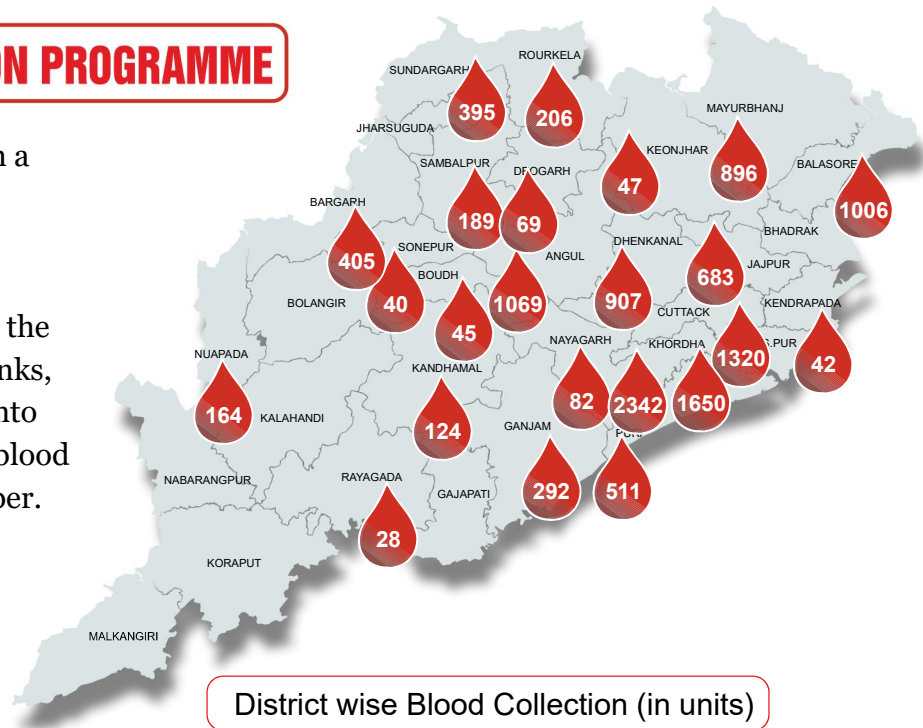 ON PROGRAMME
n a
the
nks,
nto
blood
ber.
ROURKELA
SUNDARGARH
395
206
MAYURBHANJ
JHARSUGUDA
KEONJHAR
SAMBALPUR
DEOGARH
BALASORE
896
47
1006
BARGARH
189
69
BHADRAK
SONEPUR
DHENKANAL
ANGUL
405
683
JAJPUR
BOUDH
BOLANGIR
40
1069
907
KENDRAPADA
CUTTACK
45
NAYAGARH
KHORDHA
1320
S.PUR
42
NUAPADA
KANDHAMAL
82
2342
1650
164
KALAHANDI
124
GANJAM
NABARANGPUR
RAYAGADA
GAJAPATI
292
511
28
KORAPUT
MALKANGIRI
District wise Blood Collection (in units)